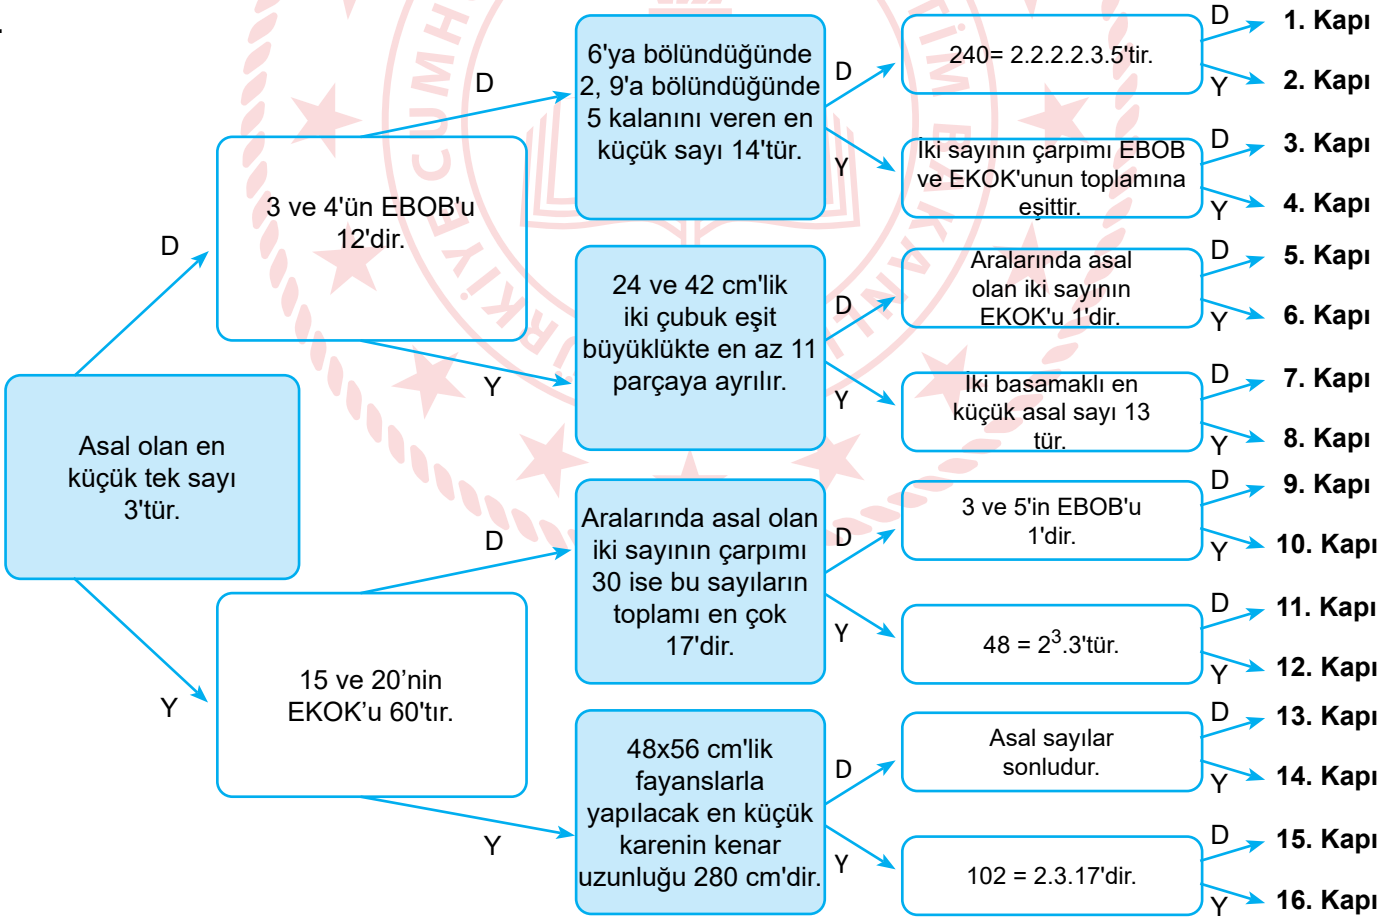 Asal olan en
küçük tek sayı
3'tür.
D
Y
3 ve 4'ün EBOB'u
12'dir.
D
Y
15 ve 20’nin
EKOK’u 60'tır.
D
Y
6'ya bölündüğünde
2, 9'a bölündüğünde
5 kalanını veren en
küçük sayı 14'tür.
D
Y
24 ve 42 cm'lik
iki çubuk eşit
büyüklükte en az 11
parçaya ayrılır.
D
Y
Aralarında asal olan
iki sayının çarpımı
30 ise bu sayıların
toplamı en çok
17'dir.
D
Y
48x56 cm'lik
fayanslarla
yapılacak en küçük
karenin kenar
uzunluğu 280 cm'dir.
D
Y
240= 2.2.2.2.3.5'tir.
D
1. Kapı
Y
2. Kapı
İki sayının çarpımı EBOB
ve EKOK'unun toplamına
eşittir.
D
3. Kapı
Y
4. Kapı
Aralarında asal
olan iki sayının
EKOK'u 1'dir.
D
5. Kapı
Y
6. Kapı
İki basamaklı en
küçük asal sayı 13
tür.
D
7. Kapı
Y
8. Kapı
3 ve 5'in EBOB'u
1'dir.
D
9. Kapı
Y
10. Kapı
48 = 2³.3'tür.
D
11. Kapı
Y
12. Kapı
Asal sayılar
sonludur.
D
13. Kapı
Y
14. Kapı
102 = 2.3.17'dir.
D
15. Kapı
Y
16. Kapı